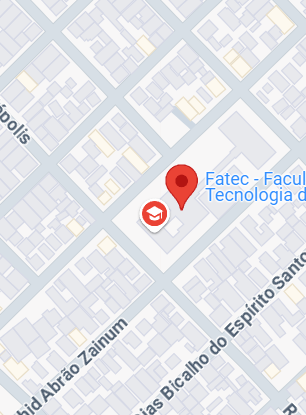 ópolis
Fatec - Facul
Tecnologia d
hid Abrão Zainum
ias Bicalho do Espírito Santo